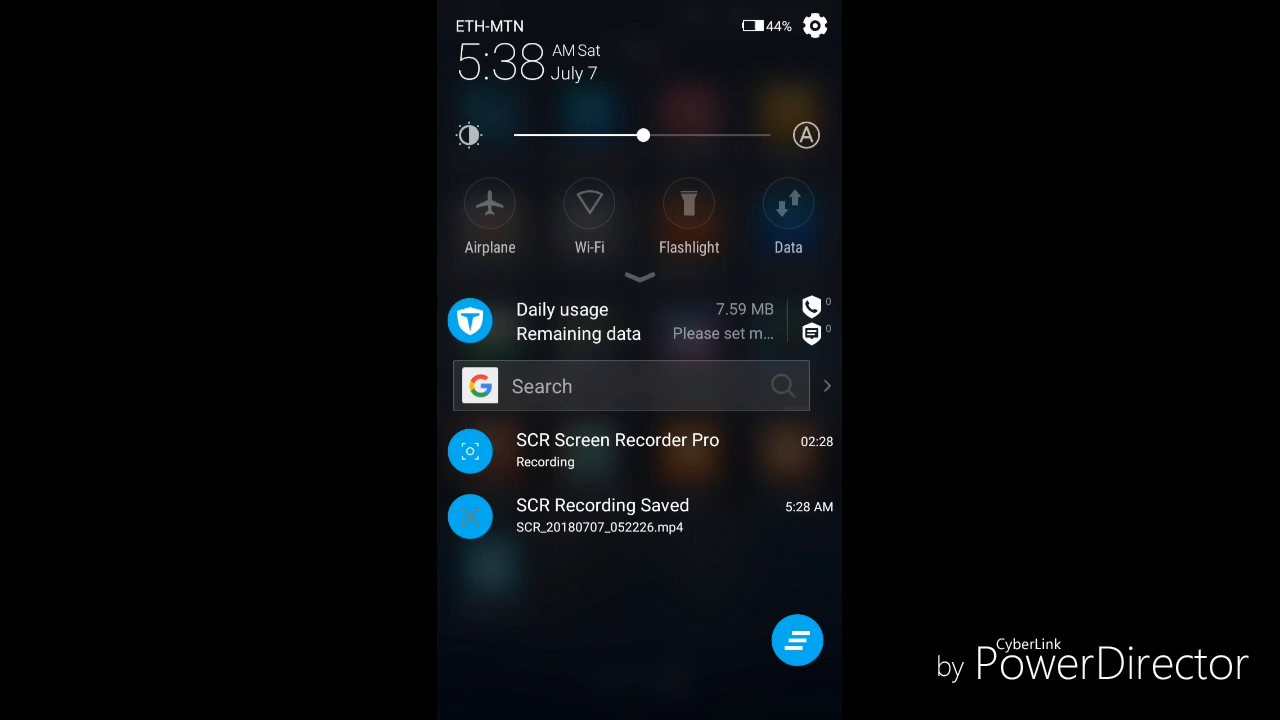 ETH-MTN 44%
5:38 AM Sat
July 7
A
Airplane Wi-Fi Flashlight Data
Daily usage 7.59 MB 0
Remaining data Please set m... 0
G Search
SCR Screen Recorder Pro 02:28
Recording
SCR Recording Saved 5:28 AM
SCR_20180707_052226.mp4
CyberLink
by PowerDirector